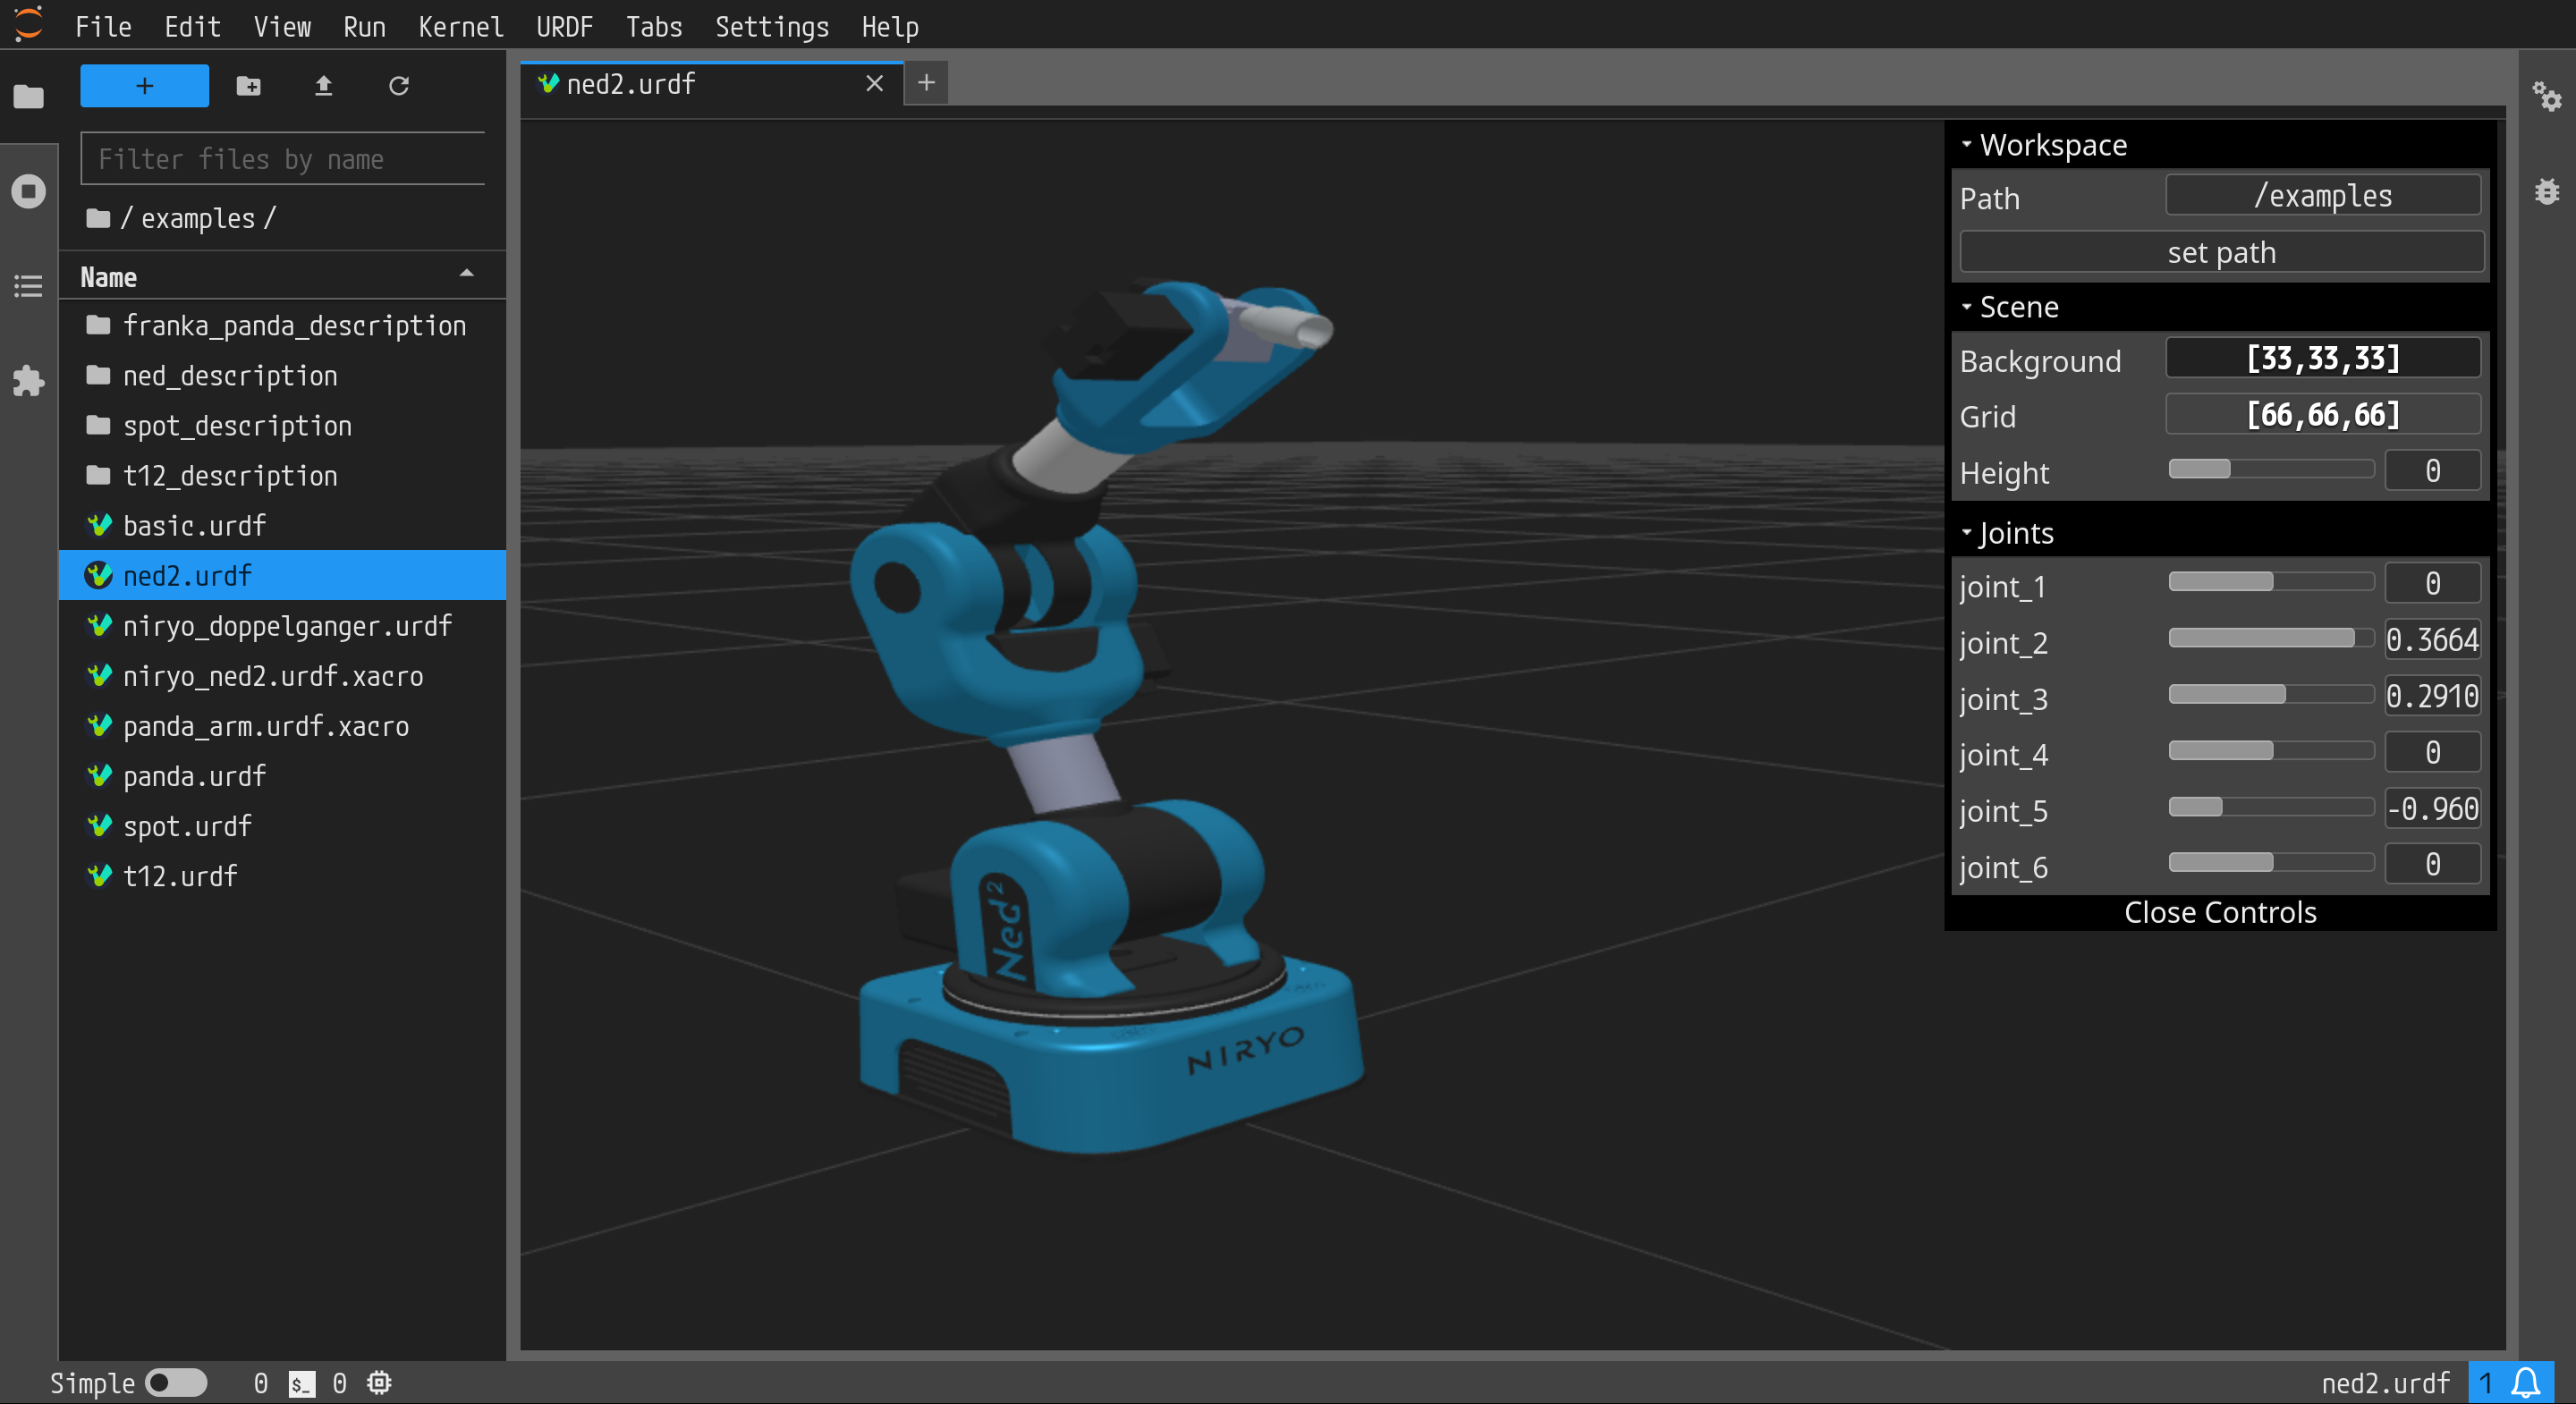 File Edit View Run Kernel URDF Tabs Settings Help
+
Filter files by name
/ examples /
Name
franka_panda_description
ned_description
spot_description
t12_description
basic.urdf
ned2.urdf
niryo_doppelganger.urdf
niryo_ned2.urdf.xacro
panda_arm.urdf.xacro
panda.urdf
spot.urdf
t12.urdf
ned2.urdf
+
Ned2
NIRYO
Workspace
Path /examples
set path
Scene
Background [33,33,33]
Grid [66,66,66]
Height 0
Joints
joint_1 0
joint_2 0.3664
joint_3 0.2910
joint_4 0
joint_5 -0.960
joint_6 0
Close Controls
Simple 0 $_ 0
ned2.urdf 1